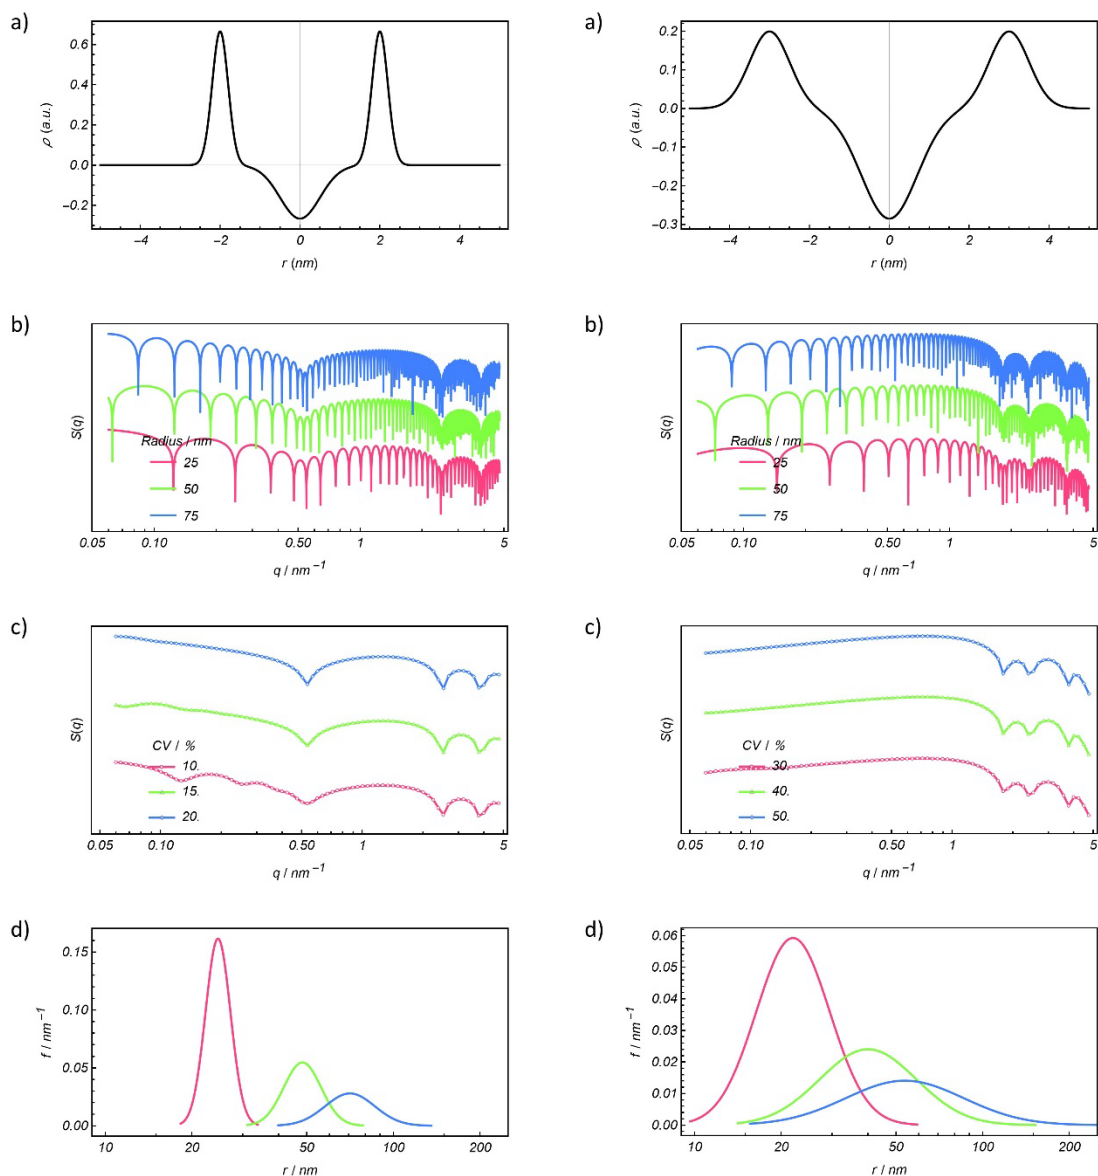 a)
0.6
0.4
0.2
0.0
−0.2
ρ (a.u.)
−4 −2 0 2 4
r (nm)
a)
0.2
0.1
0.0
−0.1
−0.2
−0.3
ρ (a.u.)
−4 −2 0 2 4
r (nm)
b)
S(q)
Radius / nm
25
50
75
0.05 0.10 0.50 1 5
q / nm⁻¹
b)
S(q)
Radius / nm
25
50
75
0.05 0.10 0.50 1 5
q / nm⁻¹
c)
S(q)
CV / %
10.
15.
20.
0.05 0.10 0.50 1 5
q / nm⁻¹
c)
S(q)
CV / %
30.
40.
50.
0.05 0.10 0.50 1 5
q / nm⁻¹
d)
0.15
0.10
0.05
0.00
f / nm⁻¹
10 20 50 100 200
r / nm
d)
0.06
0.05
0.04
0.03
0.02
0.01
0.00
f / nm⁻¹
10 20 50 100 200
r / nm